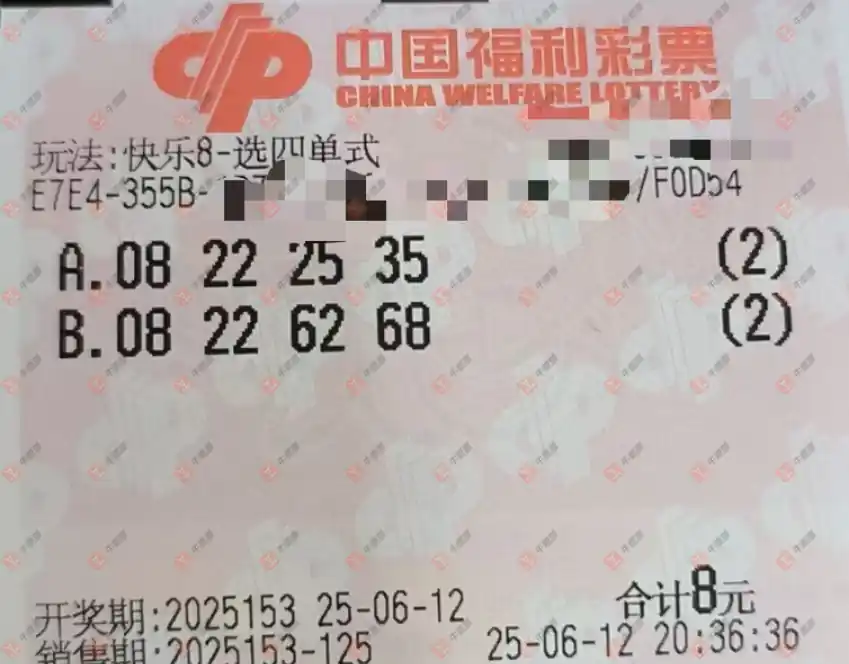 中国福利彩票
CHINA WELFARE LOTTERY
玩法:快乐8-选四单式
E7E4-355B- /F0D54
A.08 22 25 35 (2)
B.08 22 62 68 (2)
合计8元
开奖期:2025153 25-06-12
销售期:2025153-125 25-06-12 20:36:36